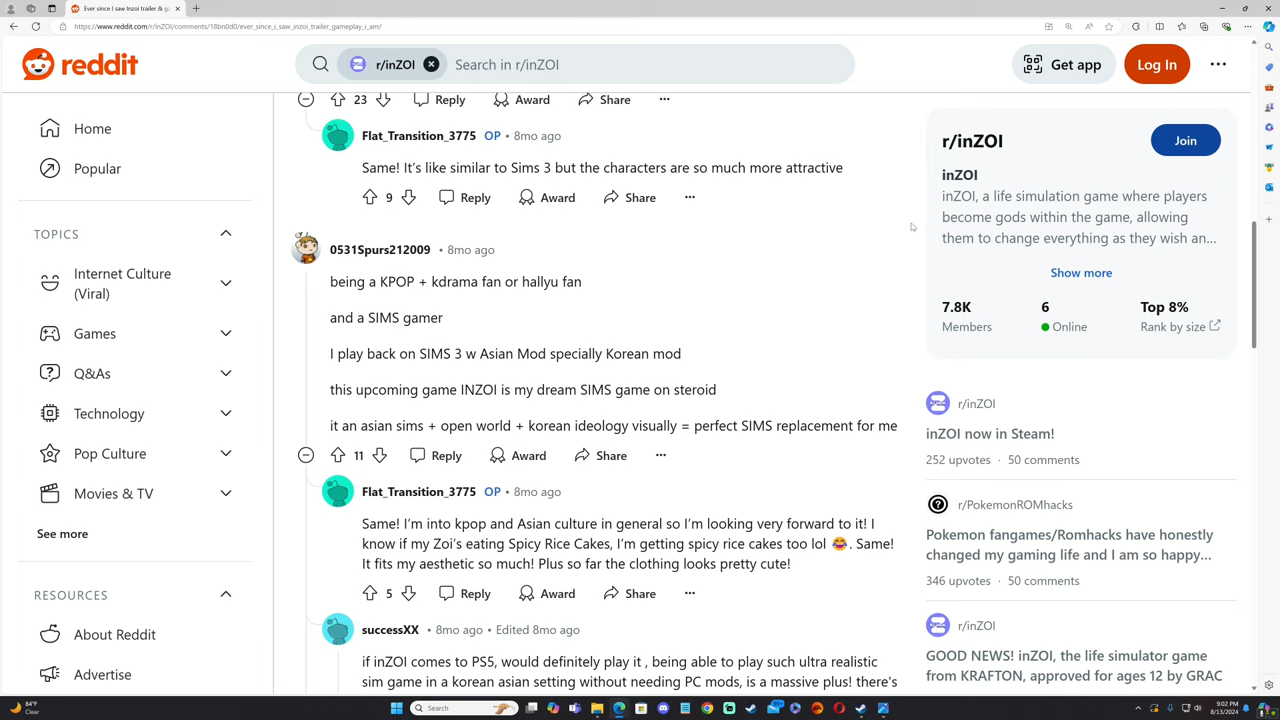 Ever since I saw Inzoi trailer & g
https://www.reddit.com/r/inZOI/comments/18bn0d0/ever_since_i_saw_inzoi_trailer_gameplay_i_am/
reddit
r/inZOI
Search in r/inZOI
Get app
Log In
Home
Popular
TOPICS
Internet Culture
(Viral)
Games
Q&As
Technology
Pop Culture
Movies & TV
See more
RESOURCES
About Reddit
Advertise
23
Reply
Award
Share
Flat_Transition_3775 OP • 8mo ago
Same! It's like similar to Sims 3 but the characters are so much more attractive
9
Reply
Award
Share
0531Spurs212009 • 8mo ago
being a KPOP + kdrama fan or hallyu fan
and a SIMS gamer
I play back on SIMS 3 w Asian Mod specially Korean mod
this upcoming game INZOI is my dream SIMS game on steroid
it an asian sims + open world + korean ideology visually = perfect SIMS replacement for me
11
Reply
Award
Share
Flat_Transition_3775 OP • 8mo ago
Same! I'm into kpop and Asian culture in general so I'm looking very forward to it! I
know if my Zoi's eating Spicy Rice Cakes, I'm getting spicy rice cakes too lol 😂. Same!
It fits my aesthetic so much! Plus so far the clothing looks pretty cute!
5
Reply
Award
Share
successXX • 8mo ago • Edited 8mo ago
if inZOI comes to PS5, would definitely play it , being able to play such ultra realistic
sim game in a korean asian setting without needing PC mods, is a massive plus! there's
r/inZOI
Join
inZOI
inZOI, a life simulation game where players
become gods within the game, allowing
them to change everything as they wish an...
Show more
7.8K
Members
6
Online
Top 8%
Rank by size
r/inZOI
inZOI now in Steam!
252 upvotes · 50 comments
r/PokemonROMhacks
Pokemon fangames/Romhacks have honestly
changed my gaming life and I am so happy...
346 upvotes · 50 comments
r/inZOI
GOOD NEWS! inZOI, the life simulator game
from KRAFTON, approved for ages 12 by GRAC
84°F
Clear
Search
9:02 PM
8/13/2024